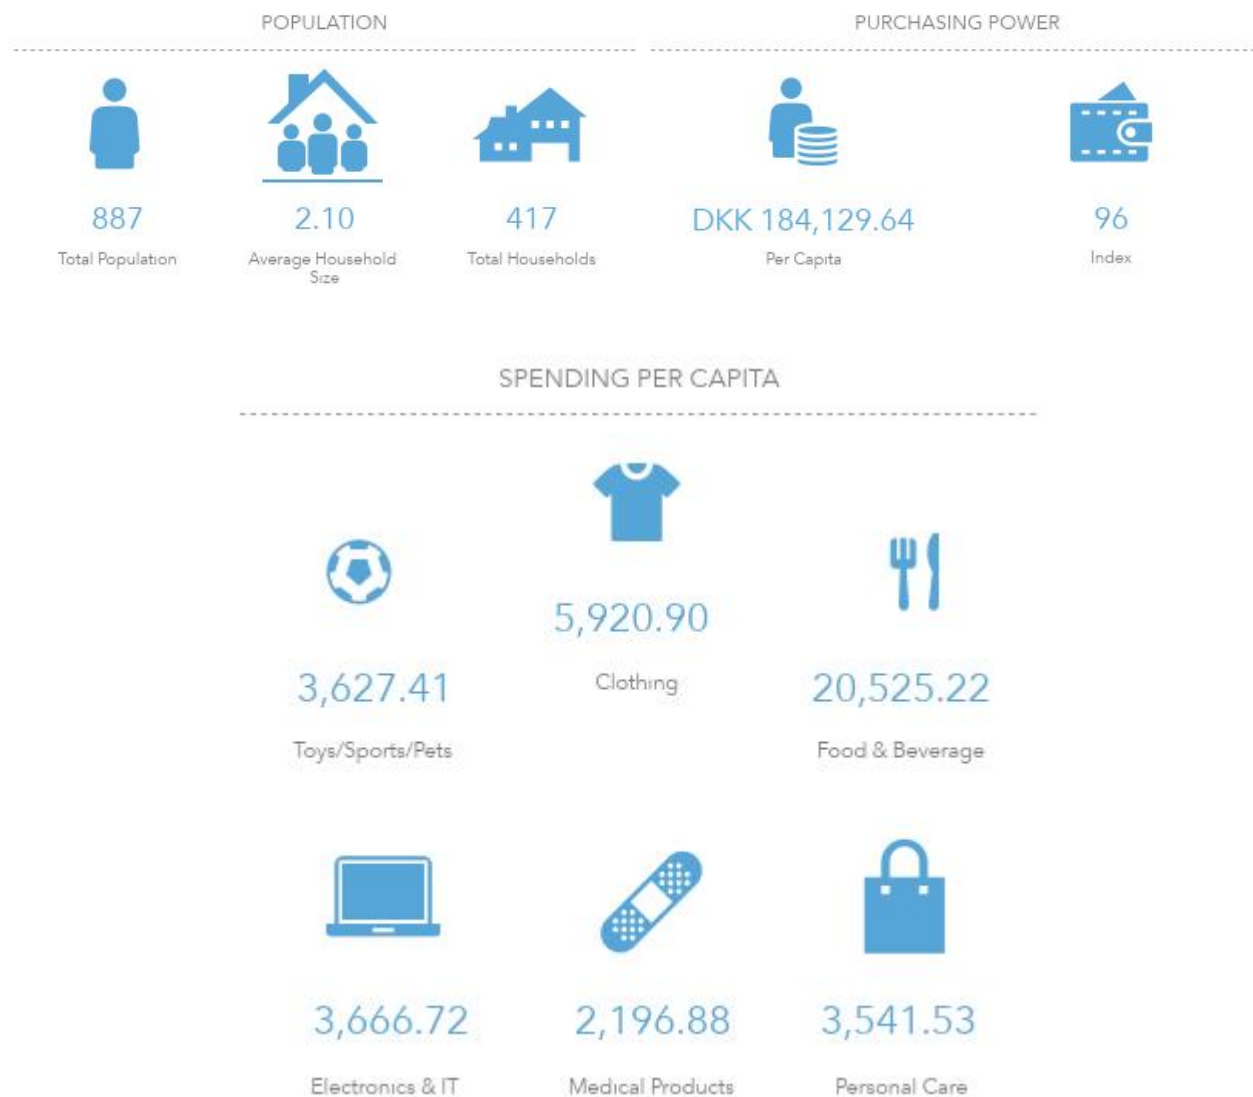 POPULATION
PURCHASING POWER
887
2.10
417
DKK 184,129.64
96
Total Population
Average Household
Size
Total Households
Per Capita
Index
SPENDING PER CAPITA
5,920.90
Clothing
3,627.41
Toys/Sports/Pets
20,525.22
Food & Beverage
3,666.72
2,196.88
3,541.53
Electronics & IT
Medical Products
Personal Care